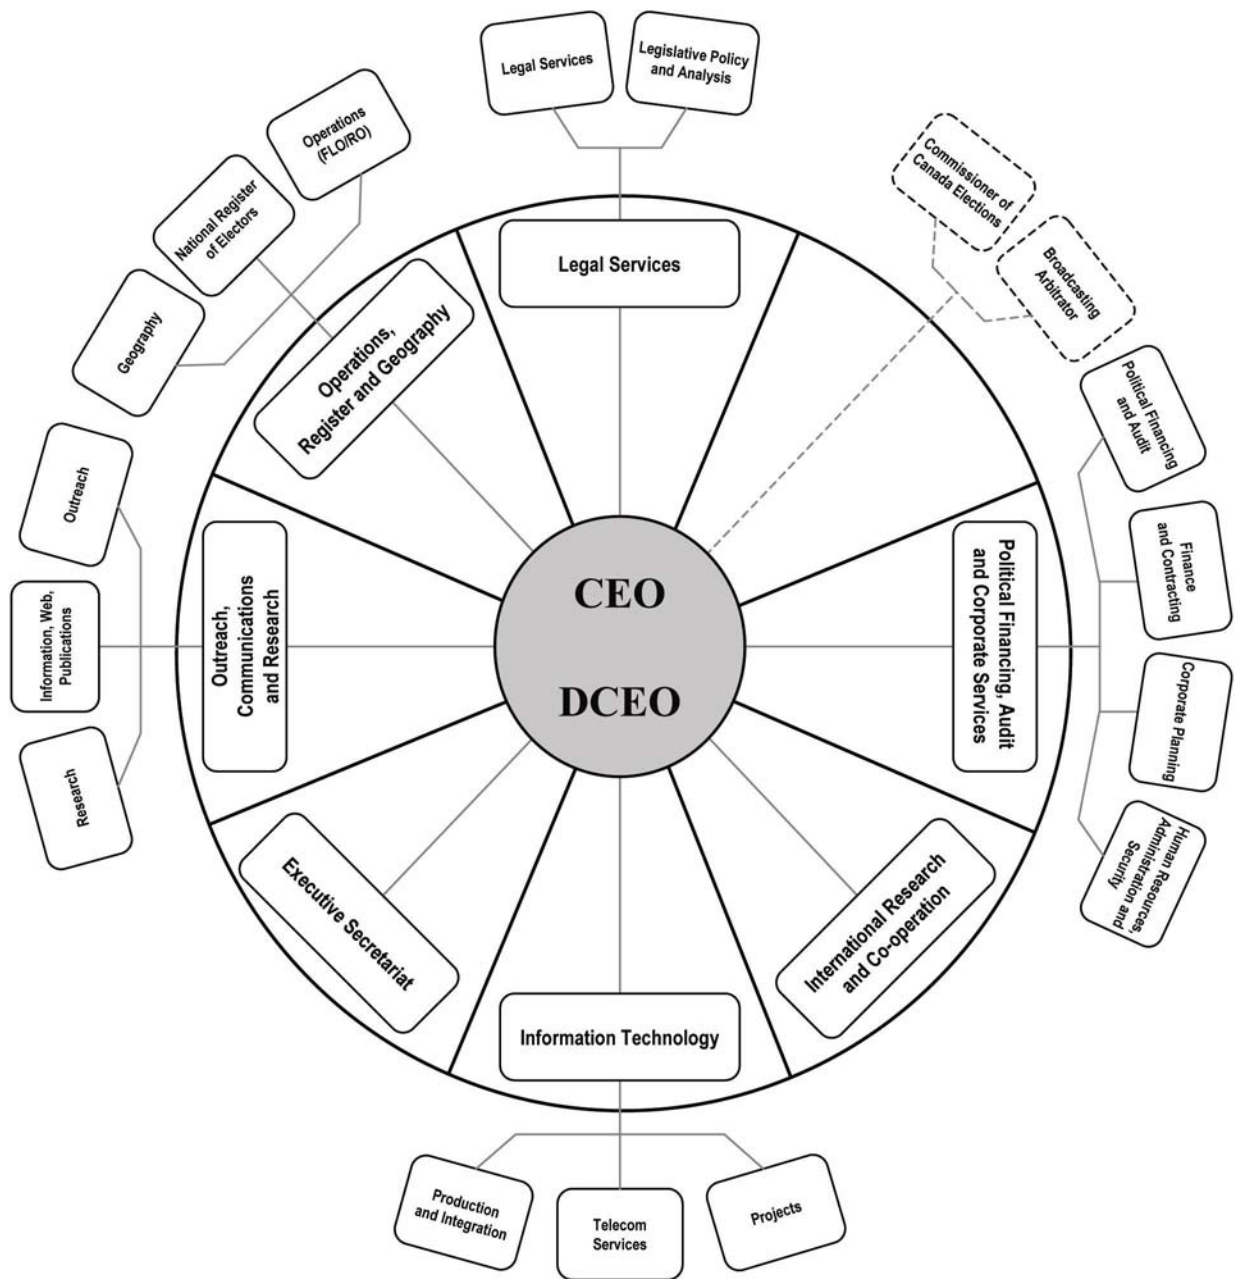 Legal Services
Legislative Policy
and Analysis
Operations
(FLO/RO)
National Register
of Electors
Geography
Commissioner of
Canada Elections
Broadcasting
Arbitrator
Legal Services
Operations,
Register and Geography
Political Financing
and Audit
Finance
and Contracting
Corporate Planning
Human Resources,
Administration and
Security
Outreach
Information, Web,
Publications
Research
Outreach,
Communications
and Research
CEO
DCEO
Political Financing, Audit
and Corporate Services
Executive Secretariat
International Research
and Co-operation
Information Technology
Production
and Integration
Telecom
Services
Projects